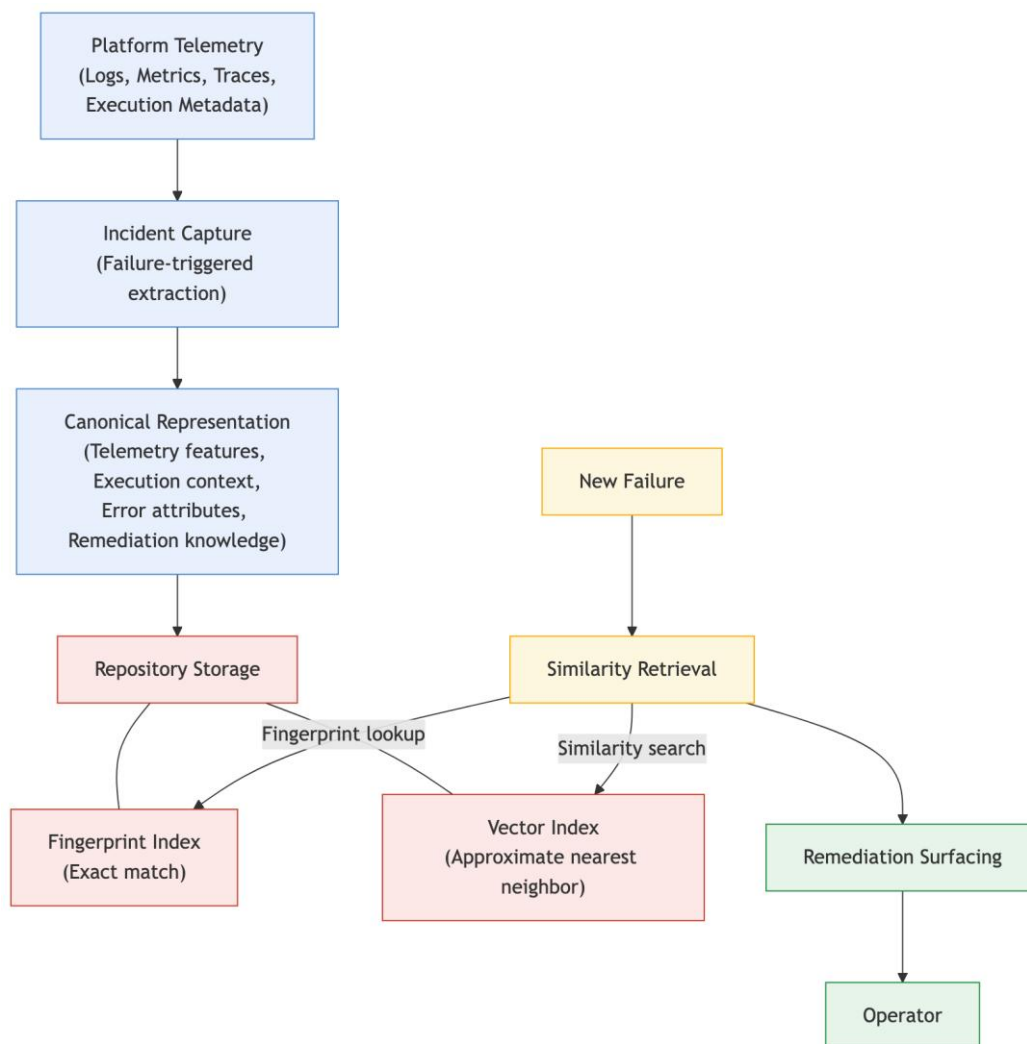 Platform Telemetry
(Logs, Metrics, Traces,
Execution Metadata)
Incident Capture
(Failure-triggered
extraction)
Canonical Representation
(Telemetry features,
Execution context,
Error attributes,
Remediation knowledge)
New Failure
Repository Storage
Similarity Retrieval
Fingerprint lookup
Similarity search
Fingerprint Index
(Exact match)
Vector Index
(Approximate nearest
neighbor)
Remediation Surfacing
Operator